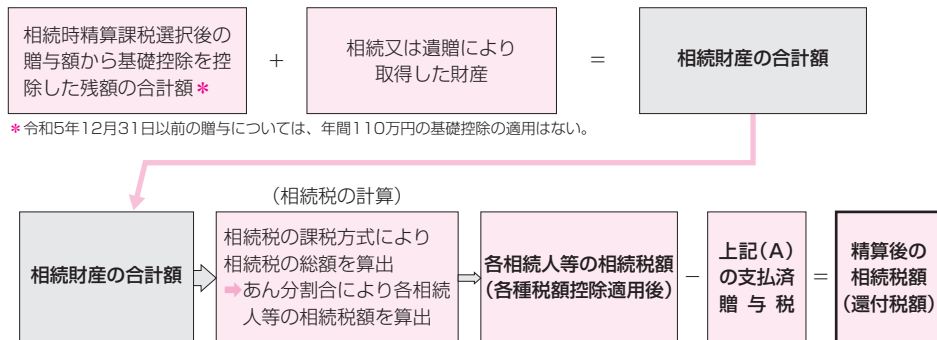 相続時精算課税選択後の
贈与額から基礎控除を控
除した残額の合計額*
+
相続又は遺贈により
取得した財産
=
相続財産の合計額
*令和5年12月31日以前の贈与については、年間110万円の基礎控除の適用はない。
(相続税の計算)
相続財産の合計額
相続税の課税方式により
相続税の総額を算出
➡あん分割合により各相続
人等の相続税額を算出
各相続人等の相続税額
(各種税額控除適用後)
−
上記(A)
の支払済
贈与税
=
精算後の
相続税額
(還付税額)